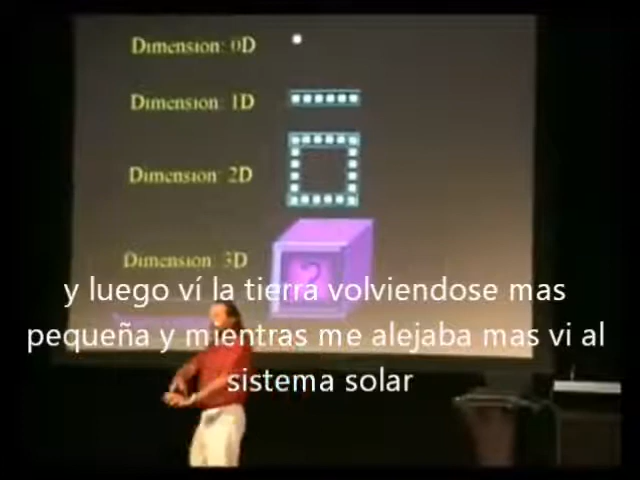 Dimension: 0D
Dimension: 1D
Dimension: 2D
Dimension: 3D
?
y luego ví la tierra volviendose mas
pequeña y mientras me alejaba mas vi al
sistema solar